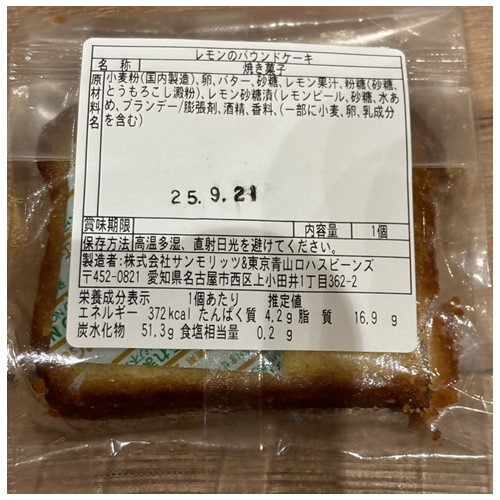 レモンのパウンドケーキ
名称 焼き菓子
原材料名 小麦粉(国内製造)、卵、バター、砂糖、レモン果汁、粉糖(砂糖、
とうもろこし澱粉)、レモン砂糖漬(レモンピール、砂糖、水あ
め、ブランデー/膨張剤、酒精、香料、(一部に小麦、卵、乳成分
を含む)
25.9.21
賞味期限 内容量 1個
保存方法 高温多湿、直射日光を避けてください。
製造者:株式会社サンモリッツ&東京青山ロハスビーンズ
〒452-0821 愛知県名古屋市西区上小田井1丁目362-2
栄養成分表示 1個あたり 推定値
エネルギー 372kcal たんぱく質 4.2g 脂質 16.9 g
炭水化物 51.3g 食塩相当量 0.2 g